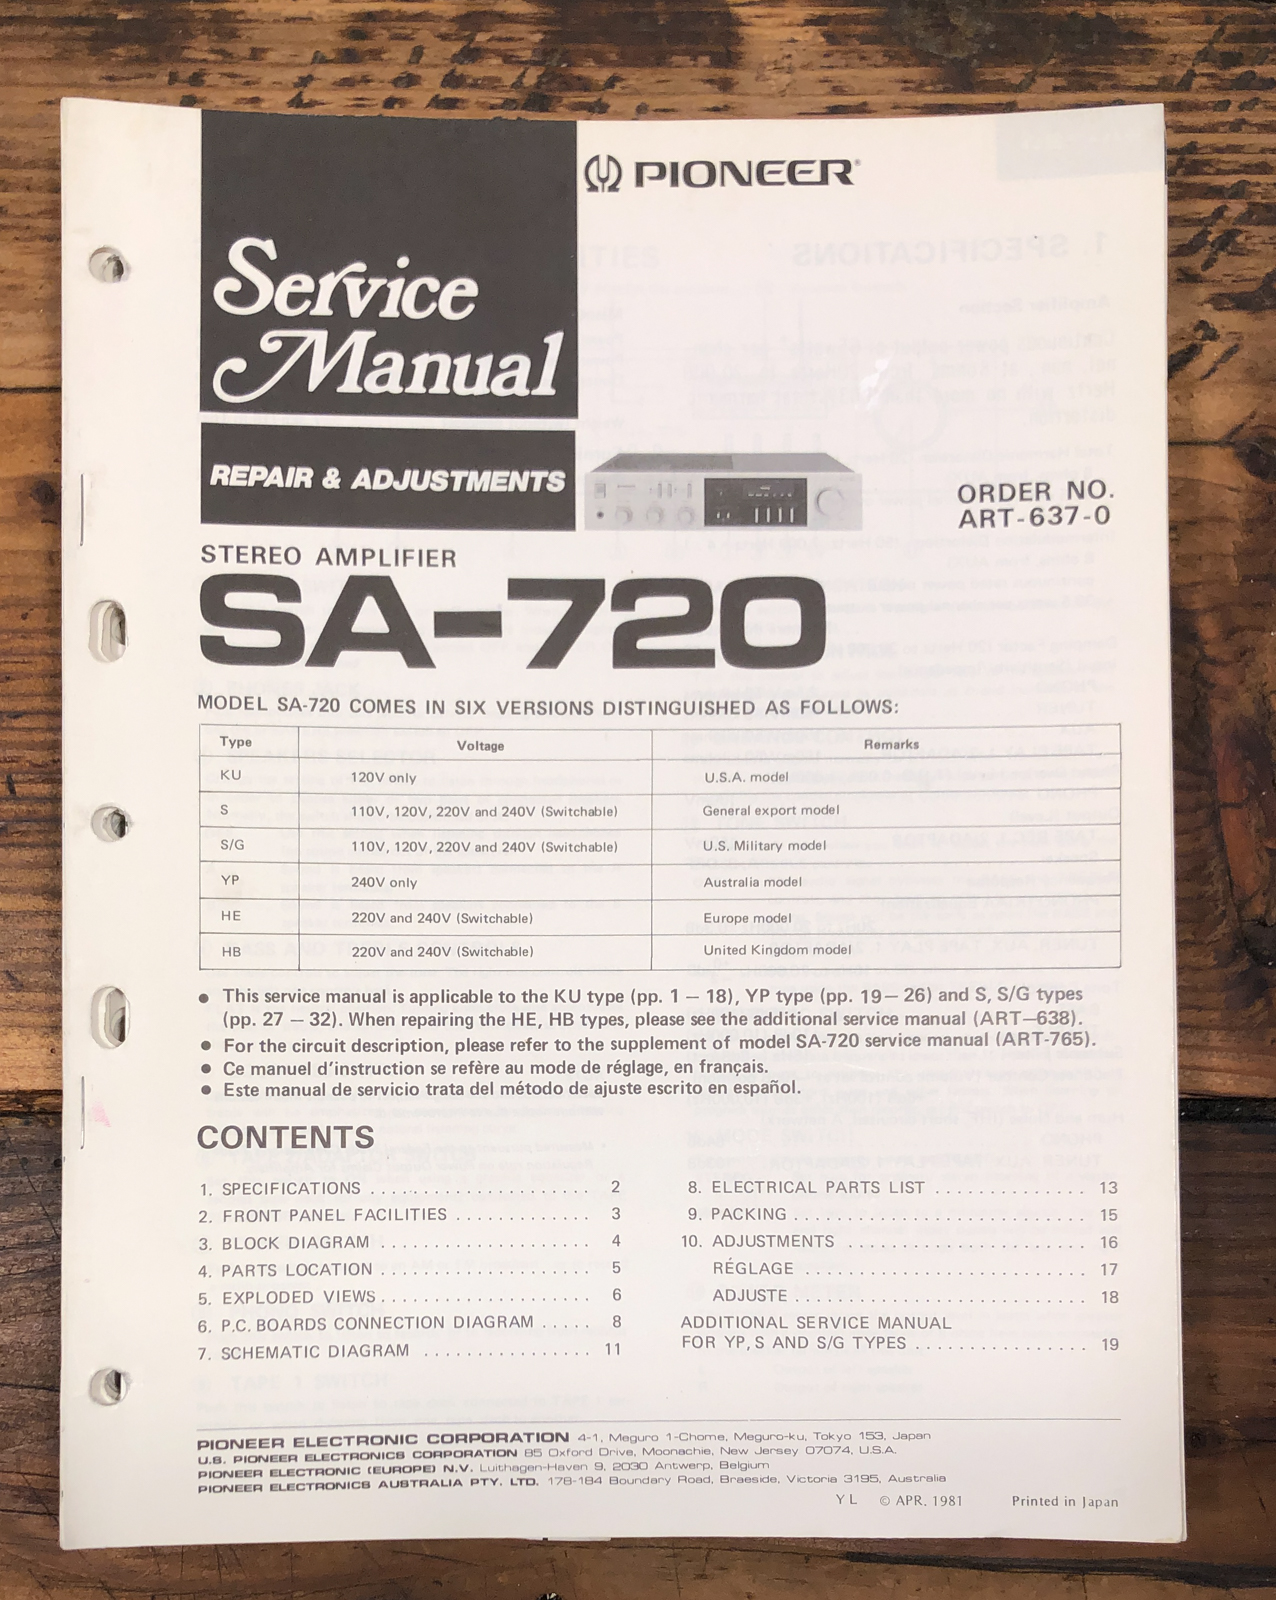 PIONEER®
Service
Manual
REPAIR & ADJUSTMENTS
ORDER NO.
ART-637-0
STEREO AMPLIFIER
SA-720
MODEL SA-720 COMES IN SIX VERSIONS DISTINGUISHED AS FOLLOWS:
Type Voltage Remarks
KU 120V only U.S.A. model
S 110V, 120V, 220V and 240V (Switchable) General export model
S/G 110V, 120V, 220V and 240V (Switchable) U.S. Military model
YP 240V only Australia model
HE 220V and 240V (Switchable) Europe model
HB 220V and 240V (Switchable) United Kingdom model
● This service manual is applicable to the KU type (pp. 1 – 18), YP type (pp. 19– 26) and S, S/G types
(pp. 27 – 32). When repairing the HE, HB types, please see the additional service manual (ART–638).
● For the circuit description, please refer to the supplement of model SA-720 service manual (ART-765).
● Ce manuel d'instruction se refère au mode de réglage, en français.
● Este manual de servicio trata del método de ajuste escrito en español.
CONTENTS
1. SPECIFICATIONS . . . . . . . . . . . . . . . . . . . . 2
2. FRONT PANEL FACILITIES . . . . . . . . . . . . . 3
3. BLOCK DIAGRAM . . . . . . . . . . . . . . . . . . . 4
4. PARTS LOCATION . . . . . . . . . . . . . . . . . . . 5
5. EXPLODED VIEWS . . . . . . . . . . . . . . . . . . . 6
6. P.C. BOARDS CONNECTION DIAGRAM . . . . . 8
7. SCHEMATIC DIAGRAM . . . . . . . . . . . . . . . 11
8. ELECTRICAL PARTS LIST . . . . . . . . . . . . . . 13
9. PACKING . . . . . . . . . . . . . . . . . . . . . . . . . . 15
10. ADJUSTMENTS . . . . . . . . . . . . . . . . . . . . . . 16
RÉGLAGE . . . . . . . . . . . . . . . . . . . . . . . . . . 17
ADJUSTE . . . . . . . . . . . . . . . . . . . . . . . . . . 18
ADDITIONAL SERVICE MANUAL
FOR YP, S AND S/G TYPES . . . . . . . . . . . . . . . . 19
PIONEER ELECTRONIC CORPORATION 4-1, Meguro 1-Chome, Meguro-ku, Tokyo 153, Japan
U.S. PIONEER ELECTRONICS CORPORATION 85 Oxford Drive, Moonachie, New Jersey 07074, U.S.A.
PIONEER ELECTRONIC (EUROPE) N.V. Luithagen-Haven 9, 2030 Antwerp, Belgium
PIONEER ELECTRONICS AUSTRALIA PTY. LTD. 178-184 Boundary Road, Braeside, Victoria 3195, Australia
YL © APR. 1981 Printed in Japan